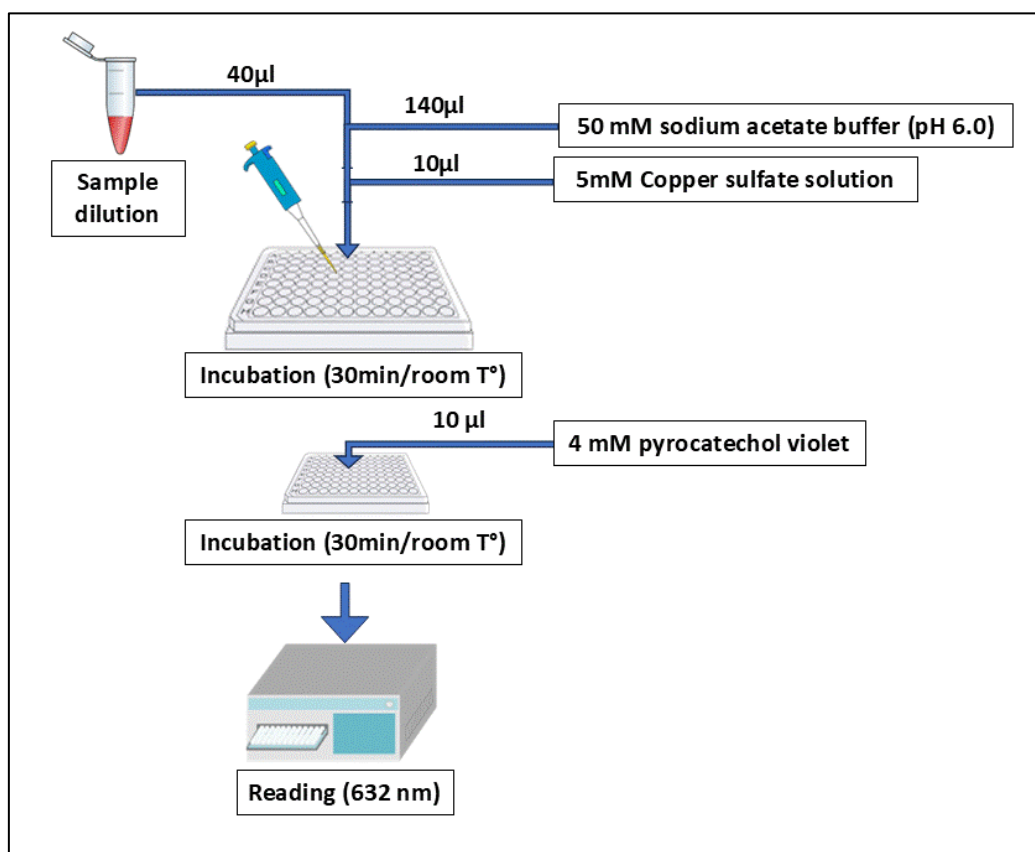 40µl
140µl
50 mM sodium acetate buffer (pH 6.0)
10µl
5mM Copper sulfate solution
Sample
dilution
Incubation (30min/room T°)
10 µl
4 mM pyrocatechol violet
Incubation (30min/room T°)
Reading (632 nm)